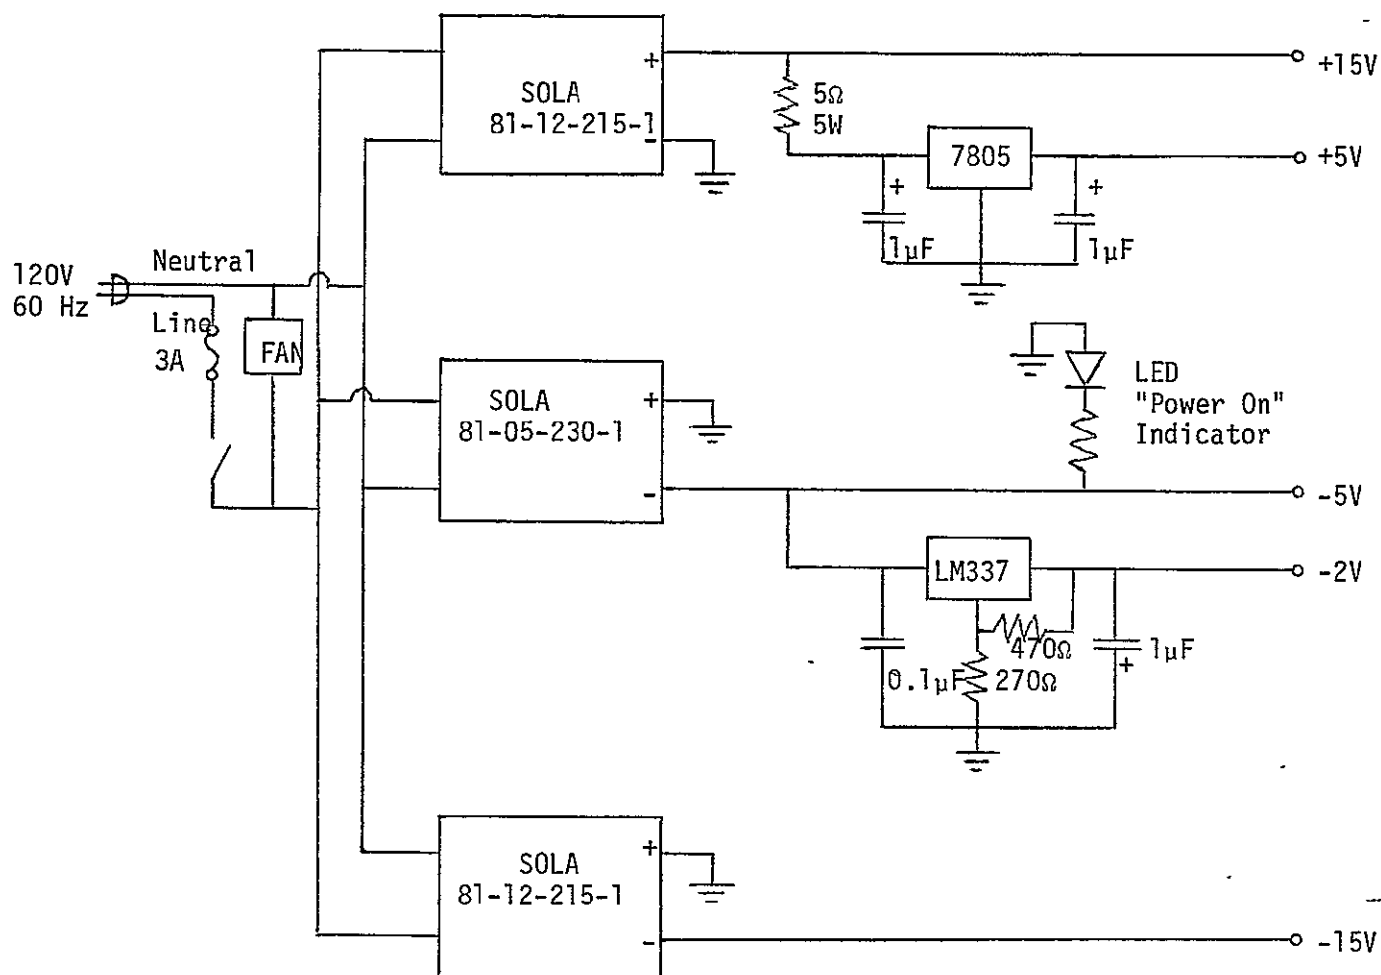 SOLA
81-12-215-1
+
-
+15V
5Ω
5W
7805
+5V
+
1µF
+
1µF
120V
60 Hz
Neutral
Line
3A
FAN
SOLA
81-05-230-1
+
-
LED
"Power On"
Indicator
-5V
LM337
-2V
470Ω
270Ω
0.1µF
1µF
+
SOLA
81-12-215-1
+
-
-15V